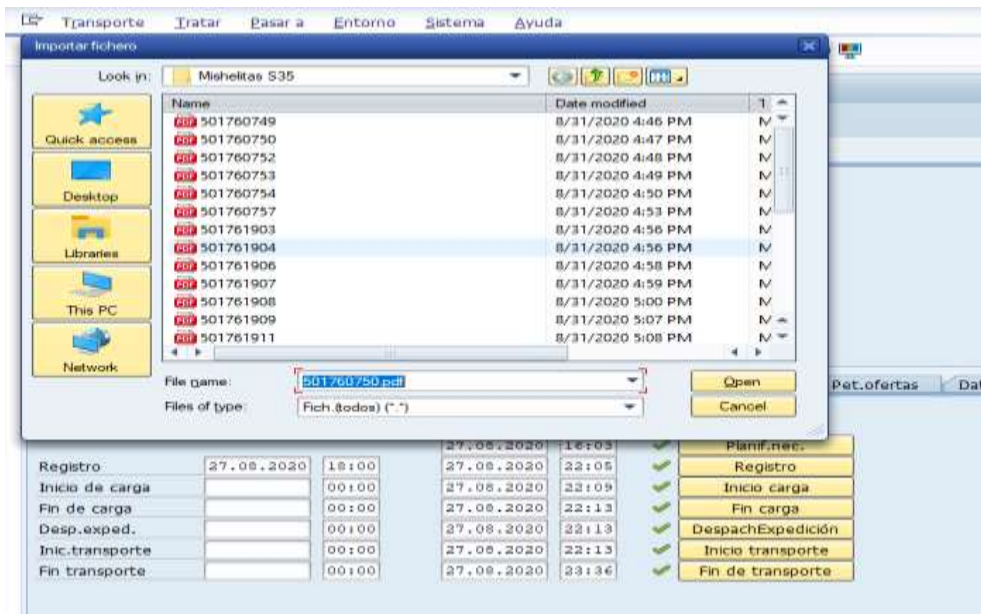 Transporte Tratar Pasar a Entorno Sistema Ayuda
Importar fichero
Look in: Mishelitas S35
Name Date modified
Quick access
Desktop
Libraries
This PC
Network
501760749 8/31/2020 4:46 PM
501760750 8/31/2020 4:47 PM
501760752 8/31/2020 4:48 PM
501760753 8/31/2020 4:49 PM
501760754 8/31/2020 4:50 PM
501760757 8/31/2020 4:53 PM
501761903 8/31/2020 4:56 PM
501761904 8/31/2020 4:56 PM
501761906 8/31/2020 4:58 PM
501761907 8/31/2020 4:59 PM
501761908 8/31/2020 5:00 PM
501761909 8/31/2020 5:07 PM
501761911 8/31/2020 5:08 PM
File name: 501760750.pdf Open
Files of type: Fich.(todos) (*.*) Cancel
Pet.ofertas Dat
27.08.2020 18:03 Planif.nec.
Registro 27.08.2020 18:00 27.08.2020 22:05 Registro
Inicio de carga 00:00 27.08.2020 22:09 Inicio carga
Fin de carga 00:00 27.08.2020 22:13 Fin carga
Desp.exped. 00:00 27.08.2020 22:13 DespachExpedición
Inic.transporte 00:00 27.08.2020 22:13 Inicio transporte
Fin transporte 00:00 27.08.2020 23:36 Fin de transporte